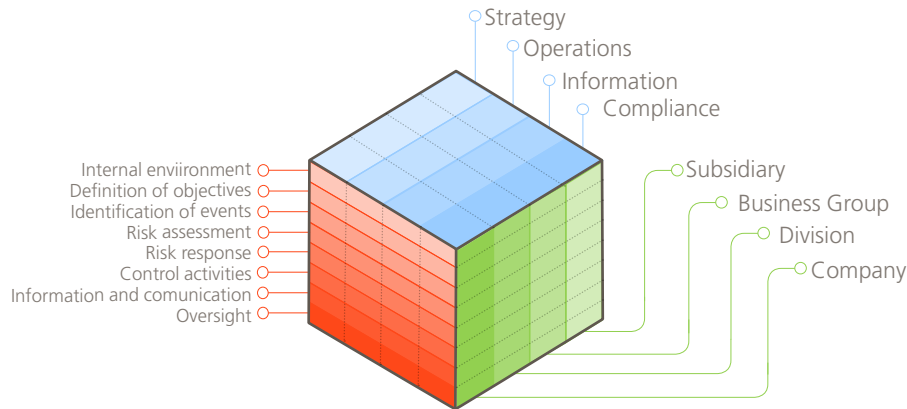 Strategy
Operations
Information
Compliance
Internal enviironment
Definition of objectives
Identification of events
Risk assessment
Risk response
Control activities
Information and comunication
Oversight
Subsidiary
Business Group
Division
Company